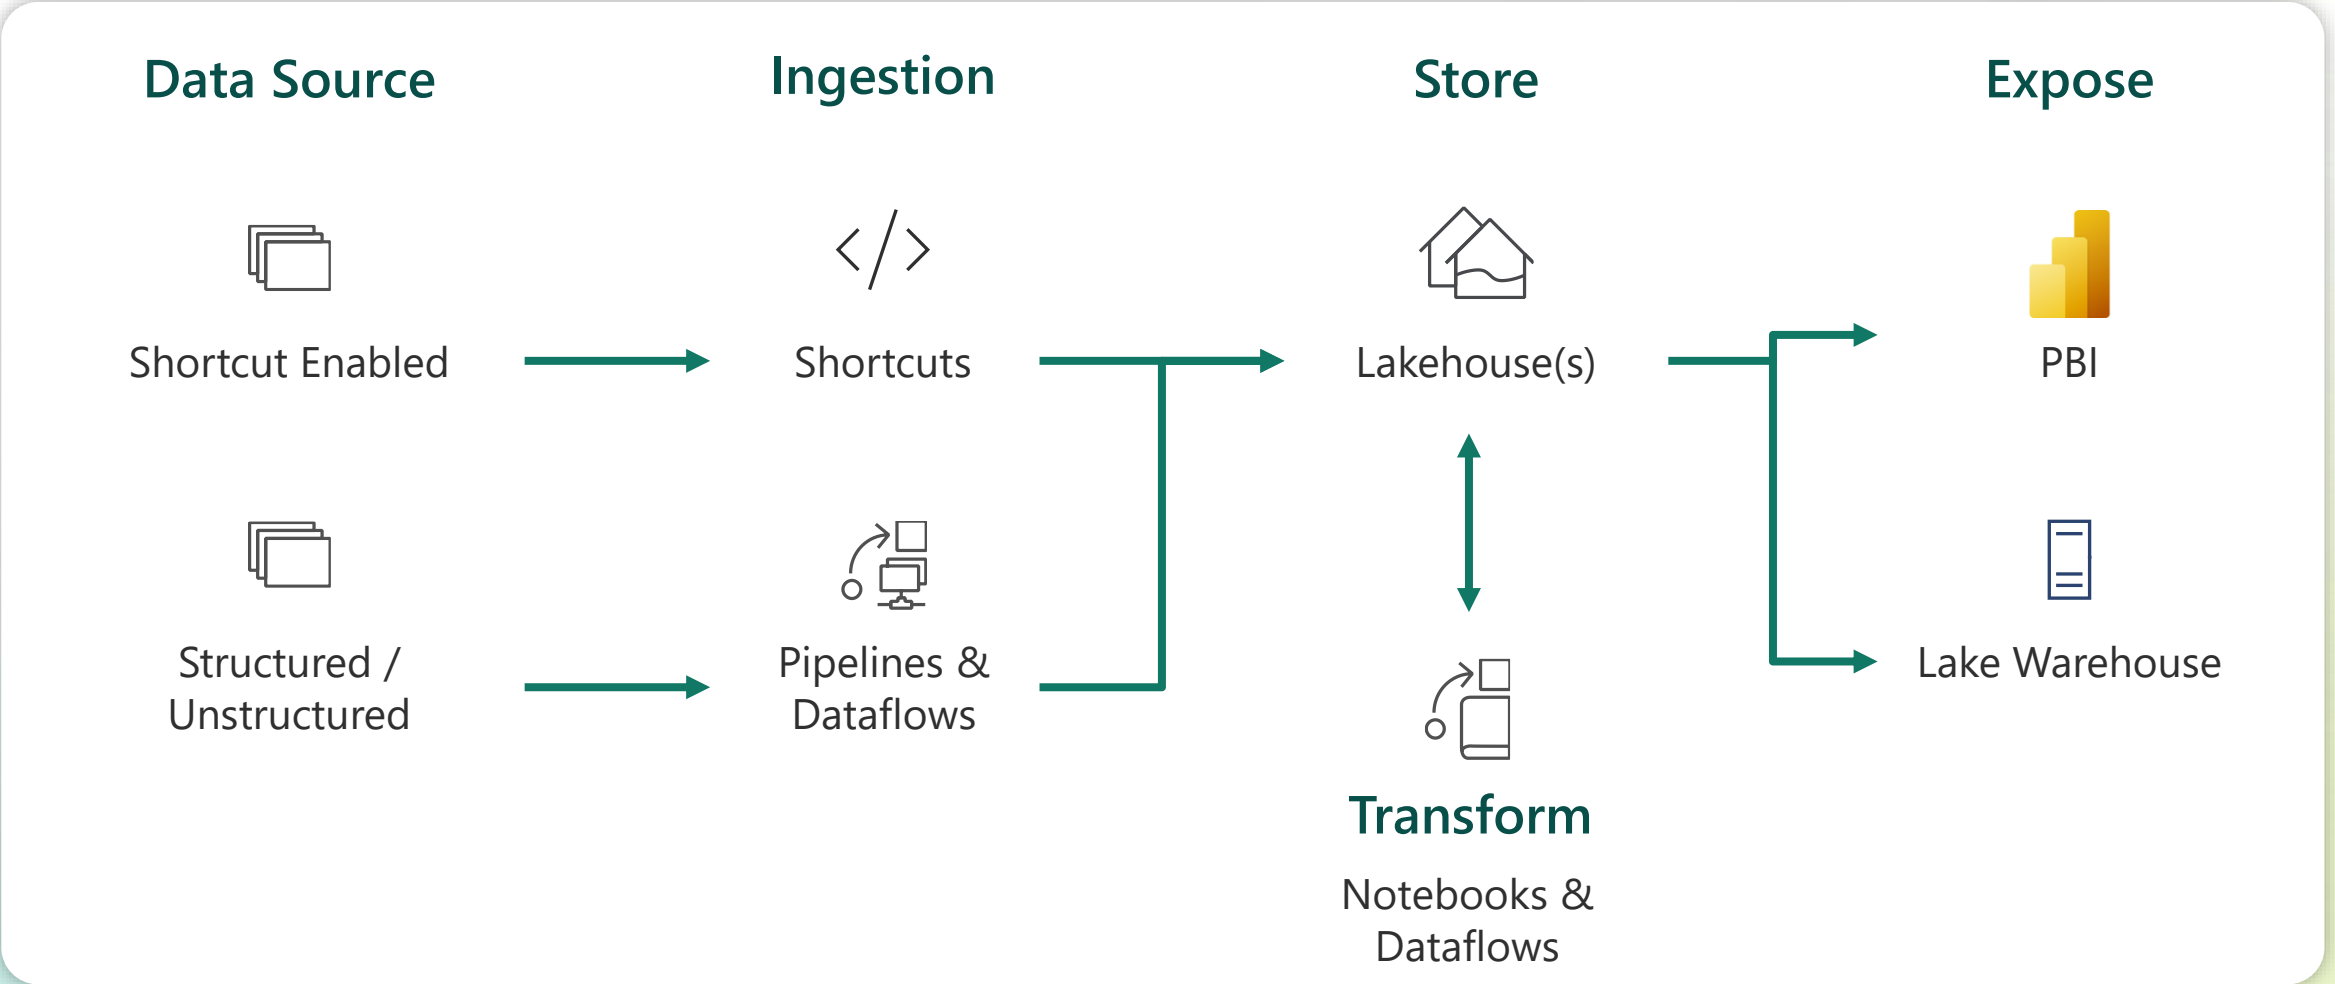 Data Source
Ingestion
Store
Expose
Shortcut Enabled
Shortcuts
Lakehouse(s)
PBI
Structured /
Unstructured
Pipelines &
Dataflows
Lake Warehouse
Transform
Notebooks &
Dataflows